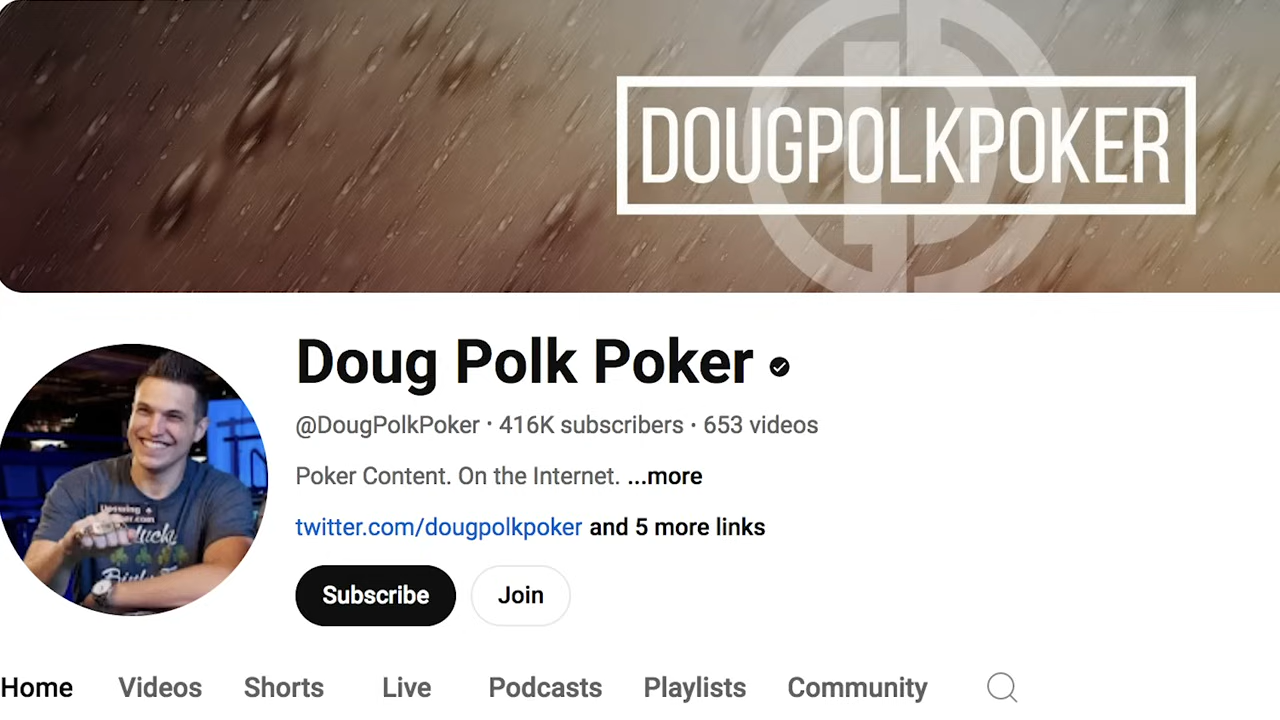 DOUGPOLKPOKER
Doug Polk Poker
@DougPolkPoker · 416K subscribers · 653 videos
Poker Content. On the Internet. ...more
twitter.com/dougpolkpoker and 5 more links
Subscribe Join
Home Videos Shorts Live Podcasts Playlists Community